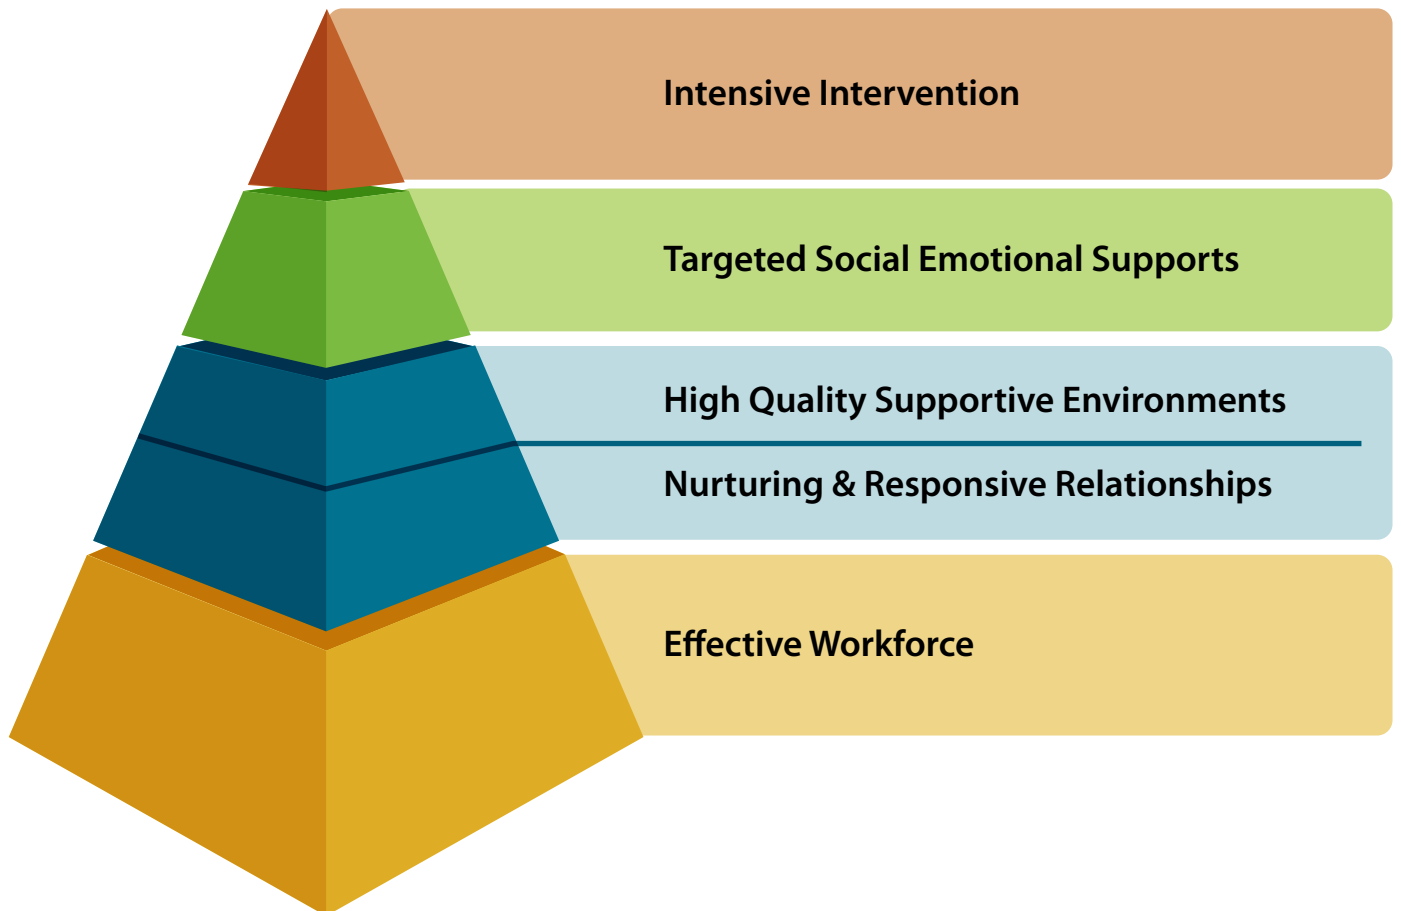 Intensive Intervention
Targeted Social Emotional Supports
High Quality Supportive Environments
Nurturing & Responsive Relationships
Effective Workforce